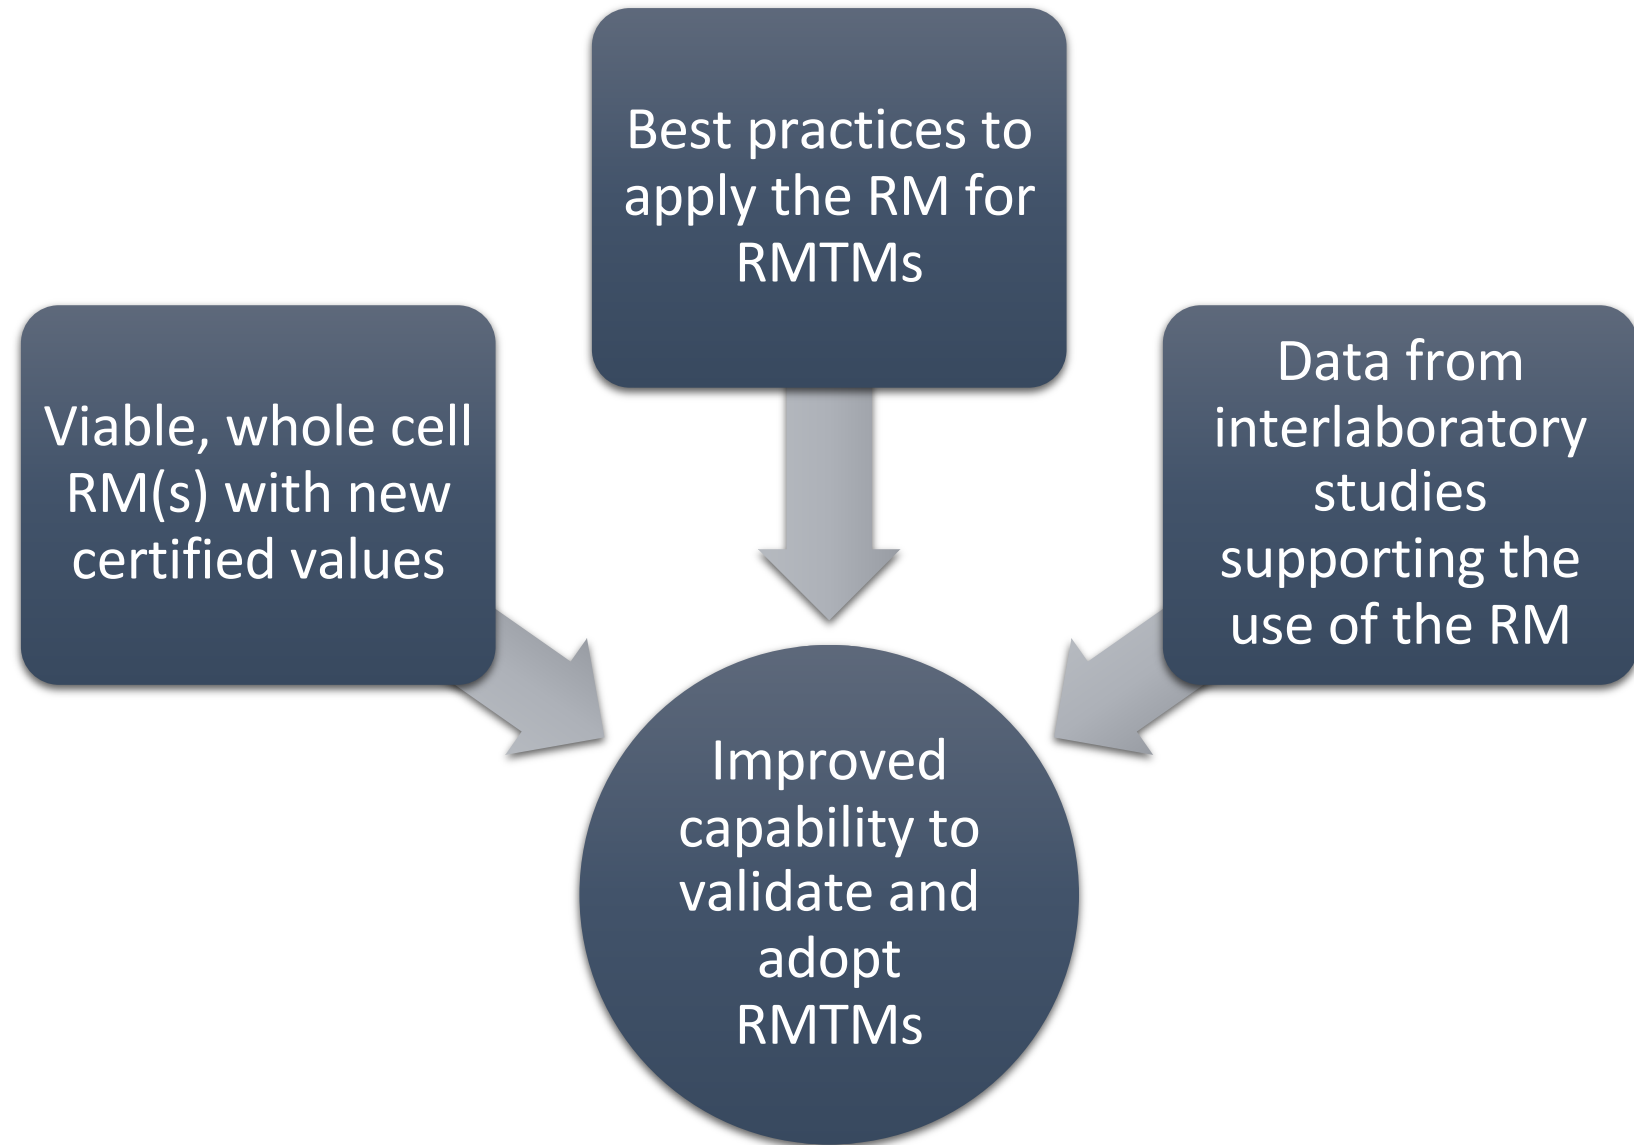 Best practices to
apply the RM for
RMTMs
Viable, whole cell
RM(s) with new
certified values
Data from
interlaboratory
studies
supporting the
use of the RM
Improved
capability to
validate and
adopt
RMTMs